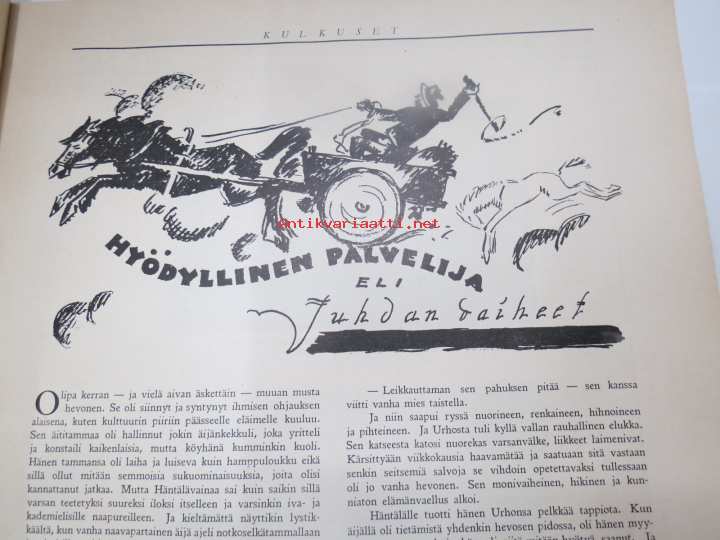 KULKUSET
Antikvariaatti.net
HYÖDYLLINEN PALVELIJA
ELI
Juhdan vaiheet
Olipa kerran — ja vielä aivan äskettäin — muuan musta
hevonen. Se oli siinnyt ja syntynyt ihmisen ohjauksen
alaisena, kuten kulttuurin piiriin päässeelle eläimelle kuuluu.
Sen äititammaa oli hallinnut jokin äijänkekkuli, joka yritteli
ja konstaili kaikenlaisia, mutta köyhänä kumminkin kuoli.
Hänen tammansa oli laiha ja luiseva kuin hamppuloukku eikä
sillä ollut mitään semmoisia sukuominaisuuksia, joita olisi
kannattanut jatkaa. Mutta Häntälävainaa sai kuin saikin sillä
varsan teetetyksi suureksi iloksi itselleen ja varsinkin iva- ja
kademielisille naapureilleen. Ja kieltämättä näyttikin lystik-
käältä, kun vanha naavapartainen äijä ajeli notkoselkätammallaan
— Leikkauttaman sen pahuksen pitää — sen kanssa
viitti vanha mies taistella.
Ja niin saapui ryssä nuorineen, renkaineen, hihnoineen
ja pihteineen. Ja Urhosta tuli kyllä vallan rauhallinen elukka.
Sen katseesta katosi nuorekas varsanvälke, liikkeet laimenivat.
Kärsittyään viikkokausia haavamätää ja saatuaan sitä vastaan
senkin seitsemiä salvoja se vihdoin opetettavaksi tullessaan
oli jo vanha hevonen. Sen monivaiheinen, hikinen ja kun-
niaton elämänvaellus alkoi.
Häntälälle tuotti hänen Urhonsa pelkkää tappiota. Kun
äijällä oli tietämistä yhdenkin hevosen pidossa, oli hänen myy-